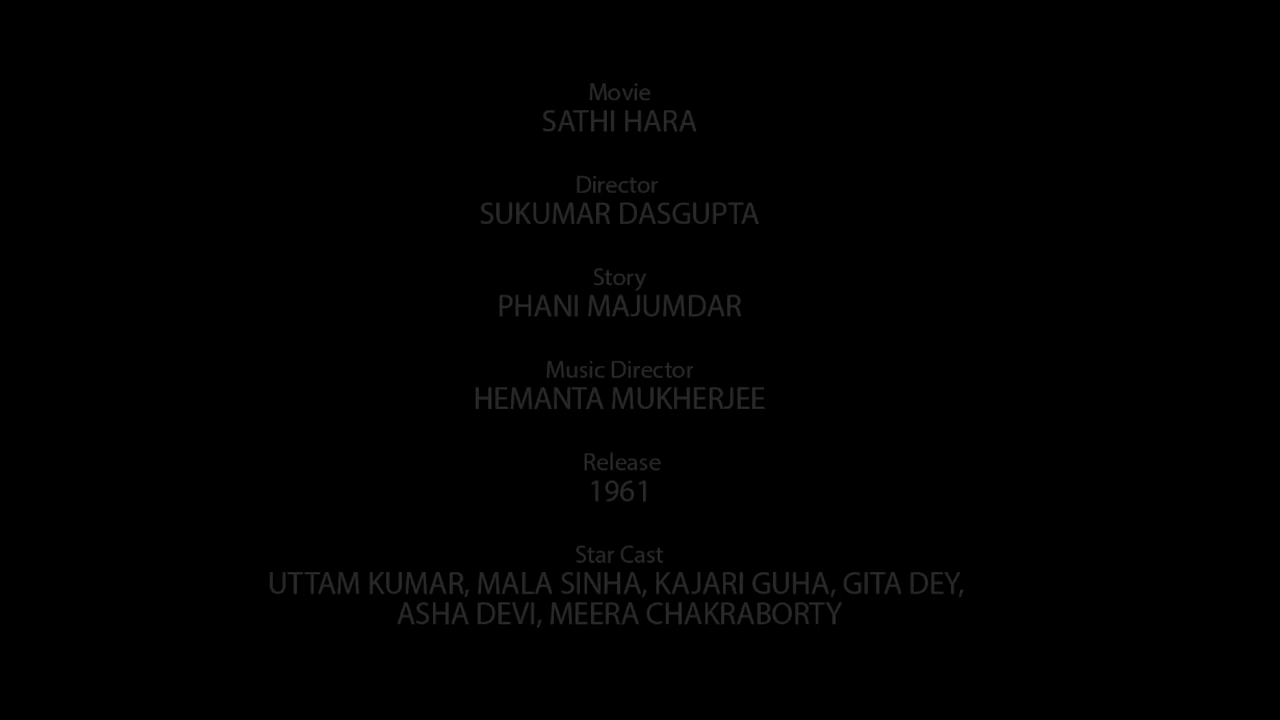 Movie
SATHI HARA
Director
SUKUMAR DASGUPTA
Story
PHANI MAJUMDAR
Music Director
HEMANTA MUKHERJEE
Release
1961
Star Cast
UTTAM KUMAR, MALA SINHA, KAJARI GUHA, GITA DEY,
ASHA DEVI, MEERA CHAKRABORTY